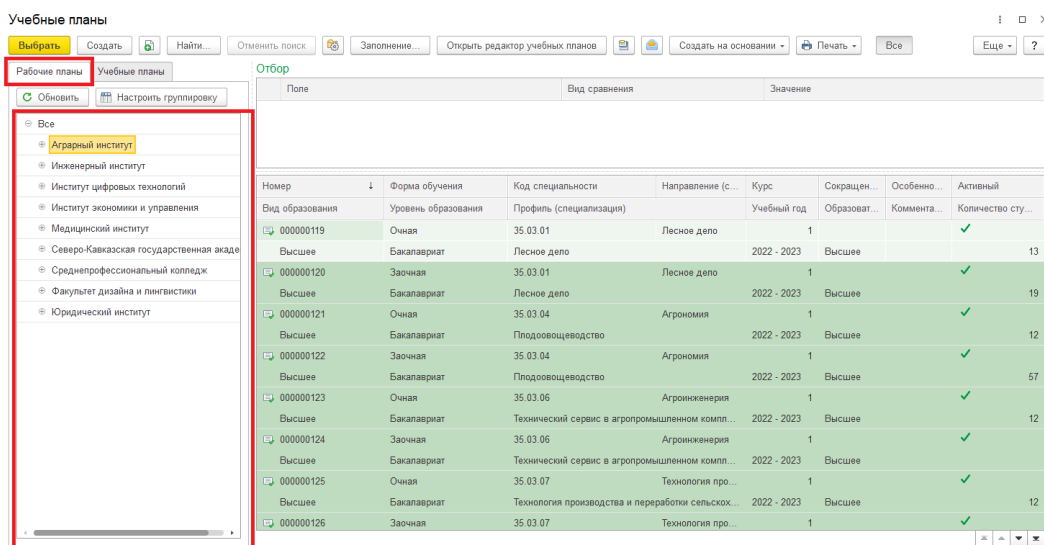 Учебные планы
Выбрать Создать Найти... Отменить поиск Заполнение... Открыть редактор учебных планов Создать на основании Печать Все Еще ?
Рабочие планы Учебные планы
Обновить Настроить группировку
Все
Аграрный институт
Инженерный институт
Институт цифровых технологий
Институт экономики и управления
Медицинский институт
Северо-Кавказская государственная акаде
Среднепрофессиональный колледж
Факультет дизайна и лингвистики
Юридический институт
Отбор
Поле Вид сравнения Значение
Номер ↓ Форма обучения Код специальности Направление (с... Курс Сокращен... Особенно... Активный
Вид образования Уровень образования Профиль (специализация) Учебный год Образоват... Коммента... Количество сту...
000000119 Очная 35.03.01 Лесное дело 1
Высшее Бакалавриат Лесное дело 2022 - 2023 Высшее 13
000000120 Заочная 35.03.01 Лесное дело 1
Высшее Бакалавриат Лесное дело 2022 - 2023 Высшее 19
000000121 Очная 35.03.04 Агрономия 1
Высшее Бакалавриат Плодоовощеводство 2022 - 2023 Высшее 12
000000122 Заочная 35.03.04 Агрономия 1
Высшее Бакалавриат Плодоовощеводство 2022 - 2023 Высшее 57
000000123 Очная 35.03.06 Агроинженерия 1
Высшее Бакалавриат Технический сервис в агропромышленном компл... 2022 - 2023 Высшее 12
000000124 Заочная 35.03.06 Агроинженерия 1
Высшее Бакалавриат Технический сервис в агропромышленном компл... 2022 - 2023 Высшее
000000125 Очная 35.03.07 Технология про... 1
Высшее Бакалавриат Технология производства и переработки сельскох... 2022 - 2023 Высшее 12
000000126 Заочная 35.03.07 Технология про... 1